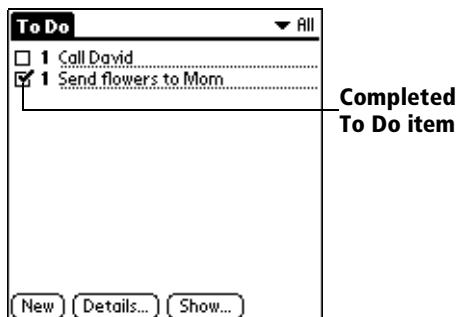 To Do All
1 Call David
1 Send flowers to Mom
Completed
To Do item
New Details... Show...